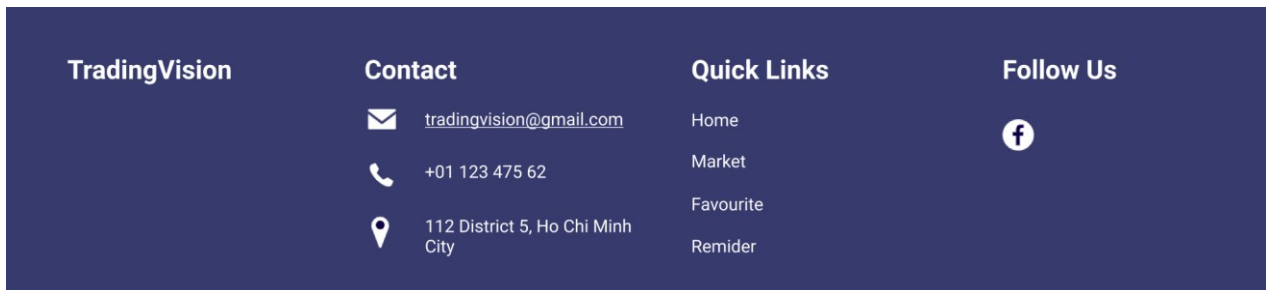 TradingVision
Contact
tradingvision@gmail.com
+01 123 475 62
112 District 5, Ho Chi Minh
City
Quick Links
Home
Market
Favourite
Remider
Follow Us